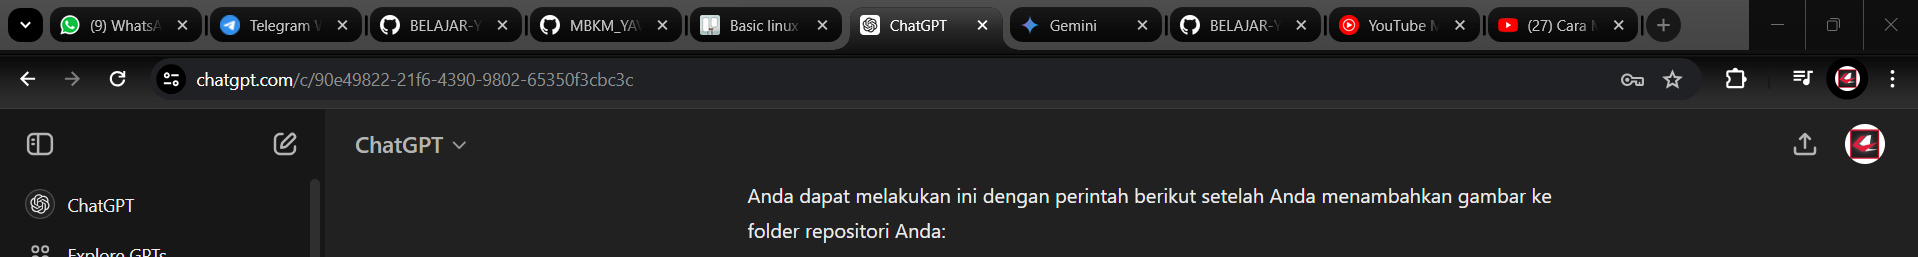 (9) WhatsA
Telegram W
BELAJAR-Y
MBKM_YAV
Basic linux
ChatGPT
Gemini
BELAJAR-Y
YouTube M
(27) Cara M
chatgpt.com/c/90e49822-21f6-4390-9802-65350f3cbc3c
ChatGPT
ChatGPT
Explore GPTs
Anda dapat melakukan ini dengan perintah berikut setelah Anda menambahkan gambar ke
folder repositori Anda: